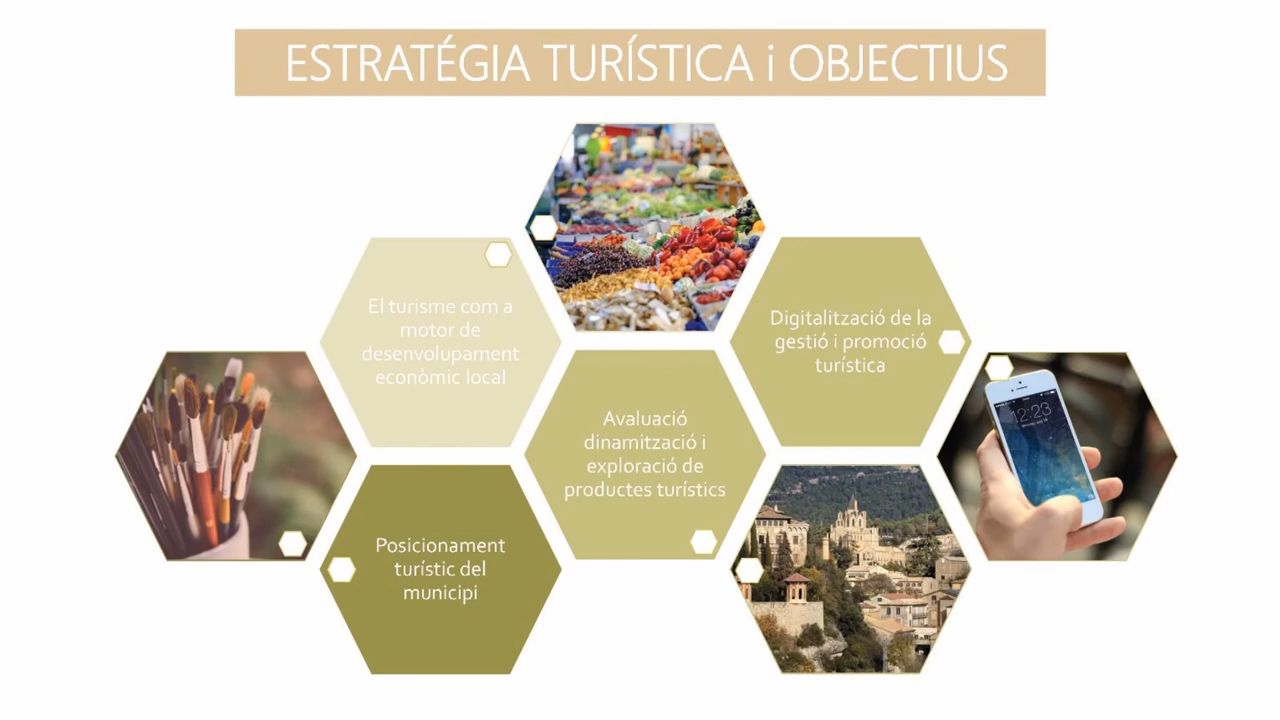 ESTRATÉGIA TURÍSTICA i OBJECTIUS
El turisme com a
motor de
desenvolupament
econòmic local
Digitalització de la
gestió i promoció
turística
Avaluació
dinamització i
exploració de
productes turístics
Posicionament
turístic del
municipi
12:23